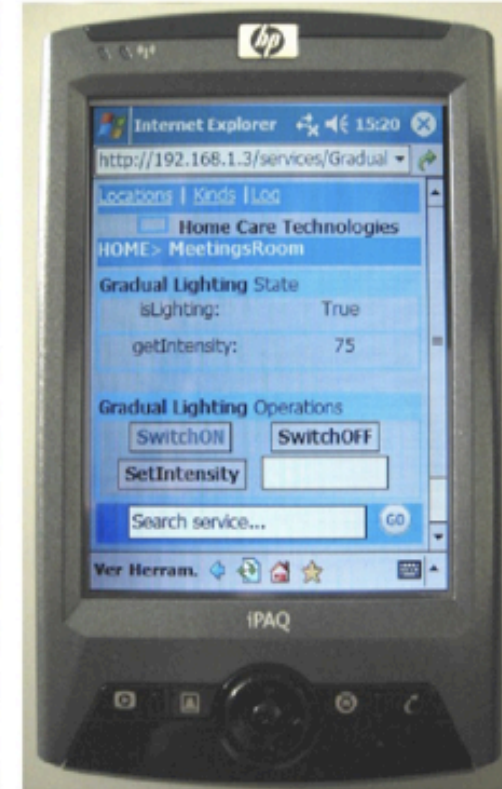 hp
Internet Explorer 15:20
http://192.168.1.3/services/Gradual
Locations | Kinds |Log
Home Care Technologies
HOME> MeetingsRoom
Gradual Lighting State
isLighting: True
getIntensity: 75
Gradual Lighting Operations
SwitchON SwitchOFF
SetIntensity
Search service... GO
Ver Herram.
iPAQ